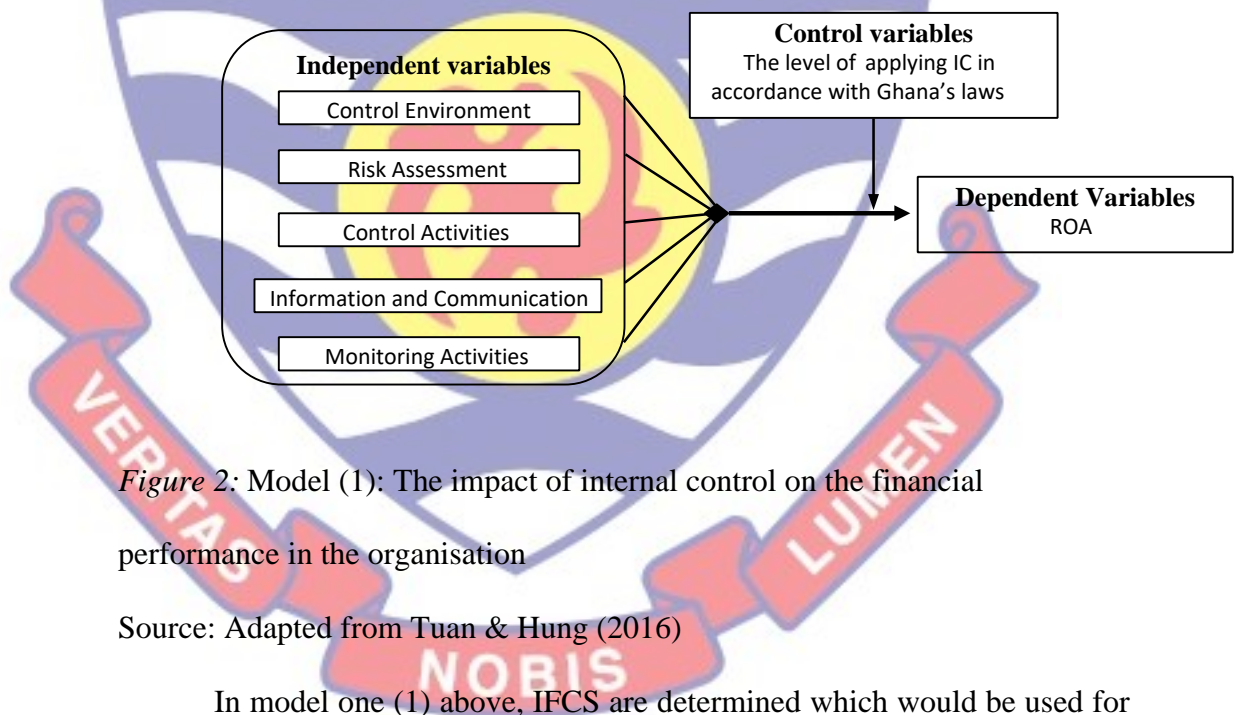 Independent variables
Control Environment
Risk Assessment
Control Activities
Information and Communication
Monitoring Activities
Control variables
The level of applying IC in
accordance with Ghana's laws
Dependent Variables
ROA
VERITAS
NOBIS
LUMEN
Figure 2: Model (1): The impact of internal control on the financial
performance in the organisation
Source: Adapted from Tuan & Hung (2016)
In model one (1) above, IFCS are determined which would be used for